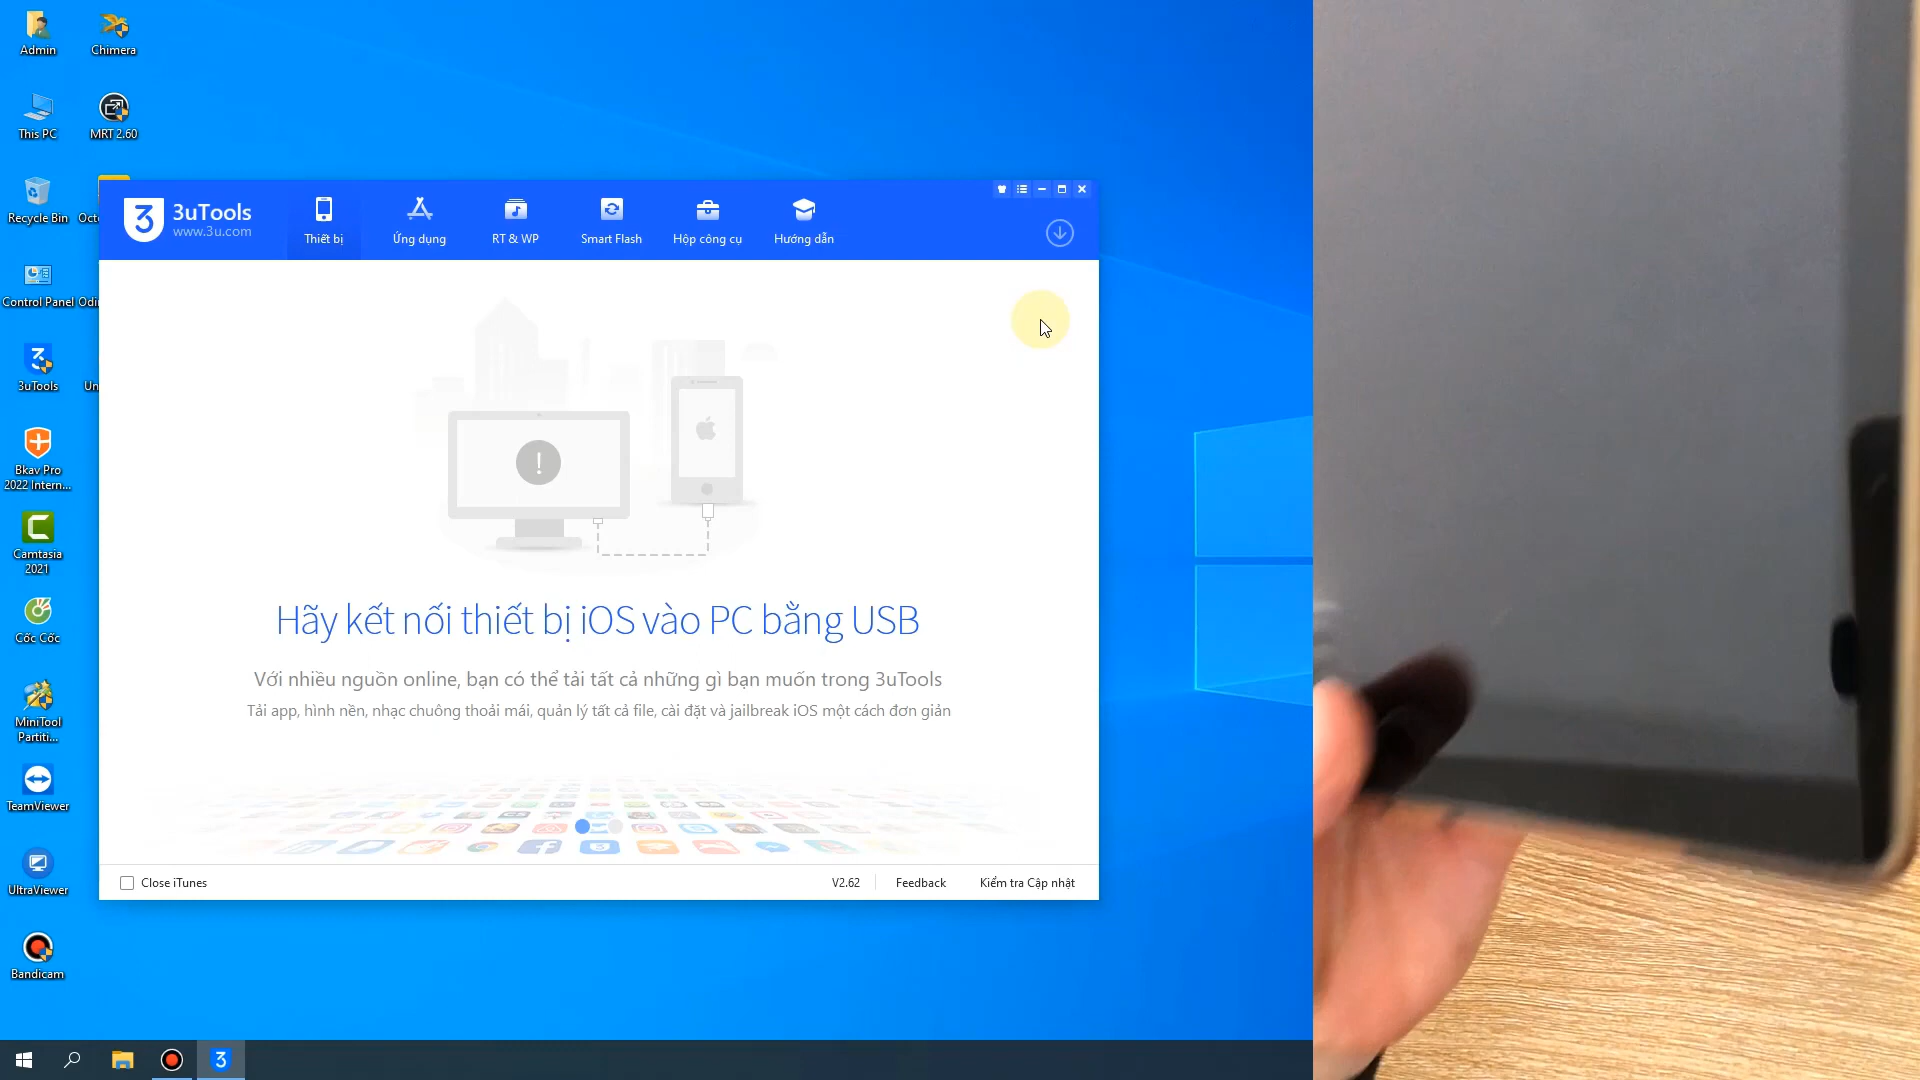 Admin
Chimera
This PC
MRT 2.60
Recycle Bin
Octo
Control Panel
Odin
3uTools
Un
Bkav Pro
2022 Intern...
Camtasia
2021
Cốc Cốc
MiniTool
Partiti...
TeamViewer
UltraViewer
Bandicam
3uTools
www.3u.com
Thiết bị
Ứng dụng
RT & WP
Smart Flash
Hộp công cụ
Hướng dẫn
Hãy kết nối thiết bị iOS vào PC bằng USB
Với nhiều nguồn online, bạn có thể tải tất cả những gì bạn muốn trong 3uTools
Tải app, hình nền, nhạc chuông thoải mái, quản lý tất cả file, cài đặt và jailbreak iOS một cách đơn giản
Close iTunes
V2.62
Feedback
Kiểm tra Cập nhật